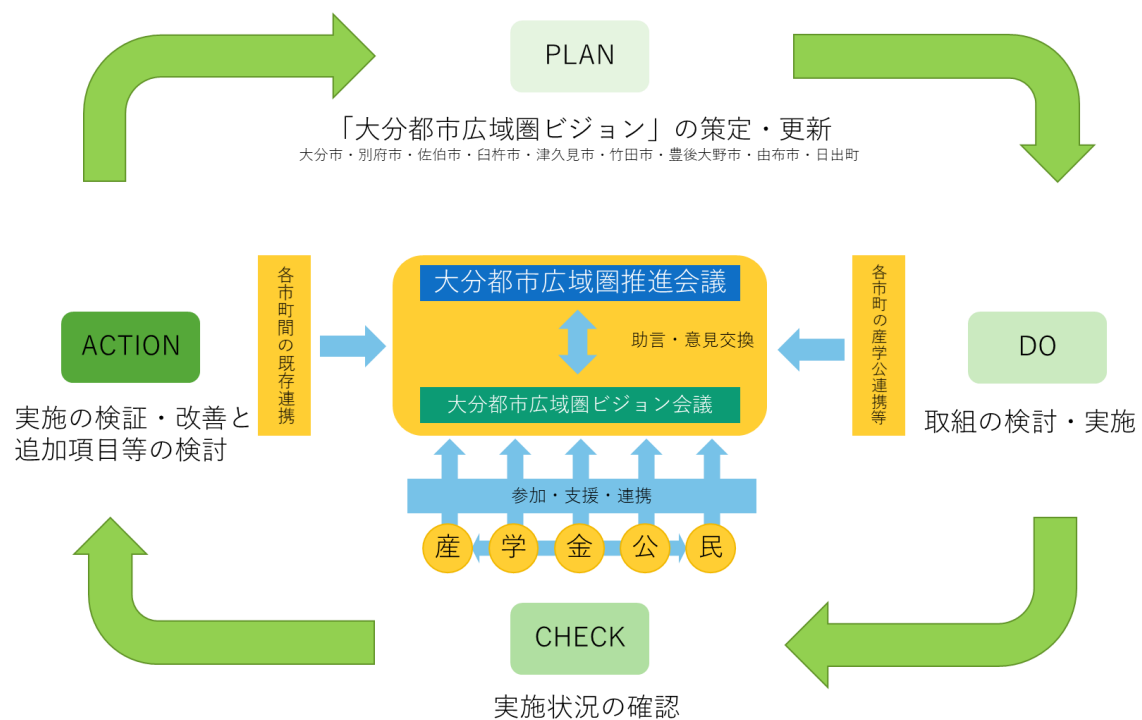 PLAN
「大分都市広域圏ビジョン」の策定・更新
大分市・別府市・佐伯市・臼杵市・津久見市・竹田市・豊後大野市・由布市・日出町
各市町間の既存連携
大分都市広域圏推進会議
助言・意見交換
大分都市広域圏ビジョン会議
各市町の産学公連携等
ACTION
実施の検証・改善と
追加項目等の検討
DO
取組の検討・実施
参加・支援・連携
産 学 金 公 民
CHECK
実施状況の確認